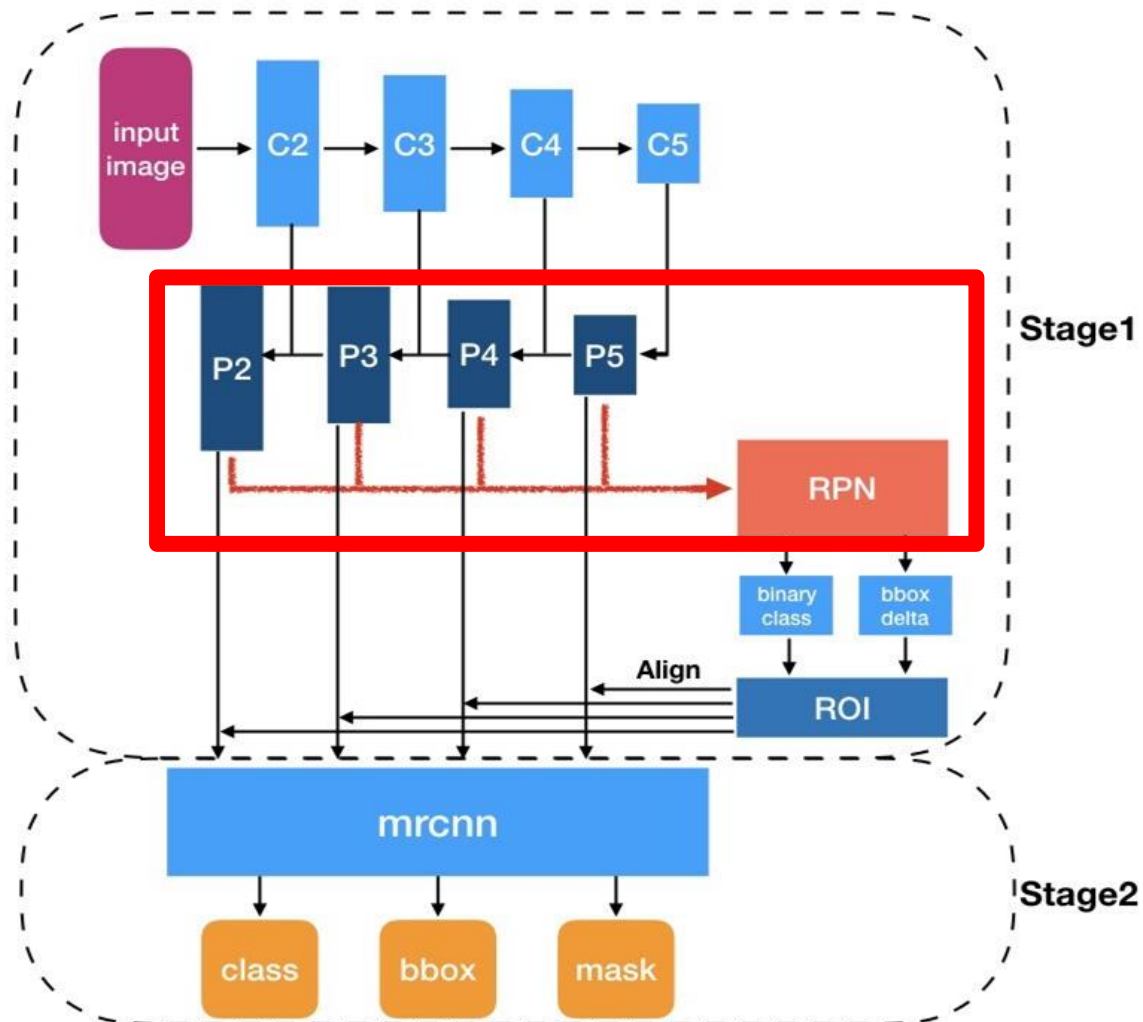 input
image
C2
C3
C4
C5
P2
P3
P4
P5
Stage1
RPN
binary
class
bbox
delta
Align
ROI
mrcnn
Stage2
class
bbox
mask